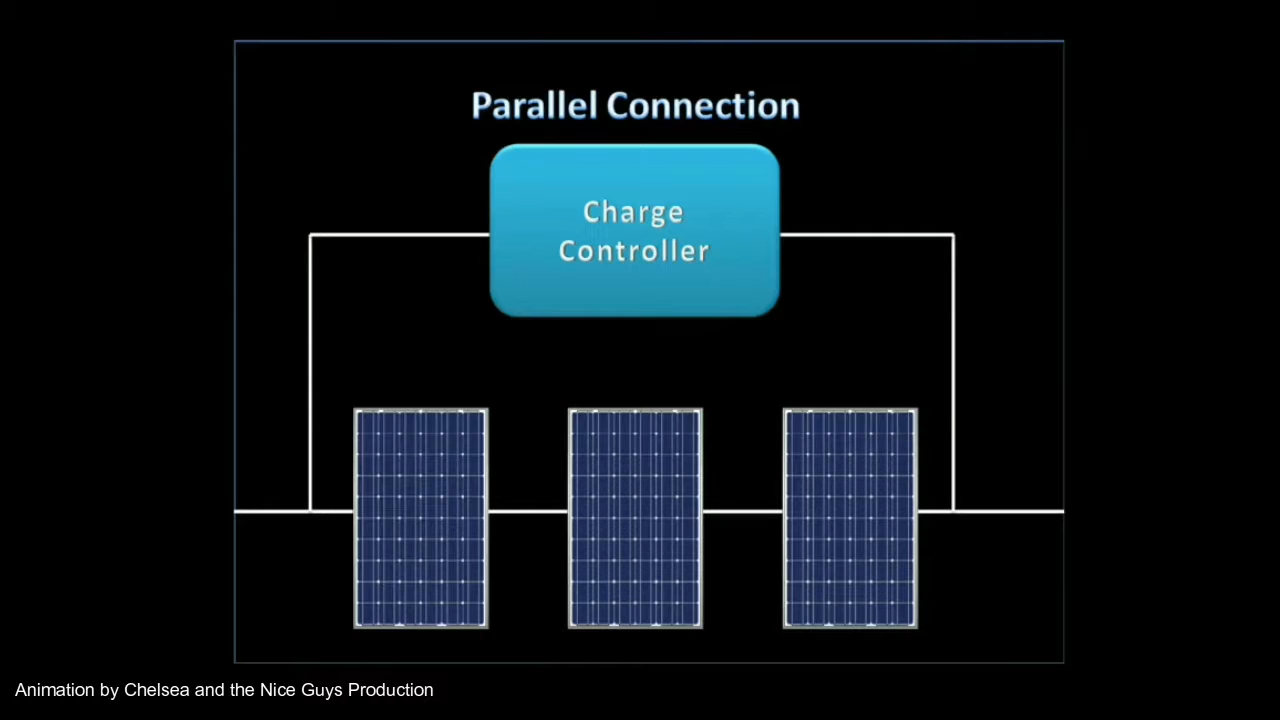 Parallel Connection
Charge
Controller
Animation by Chelsea and the Nice Guys Production